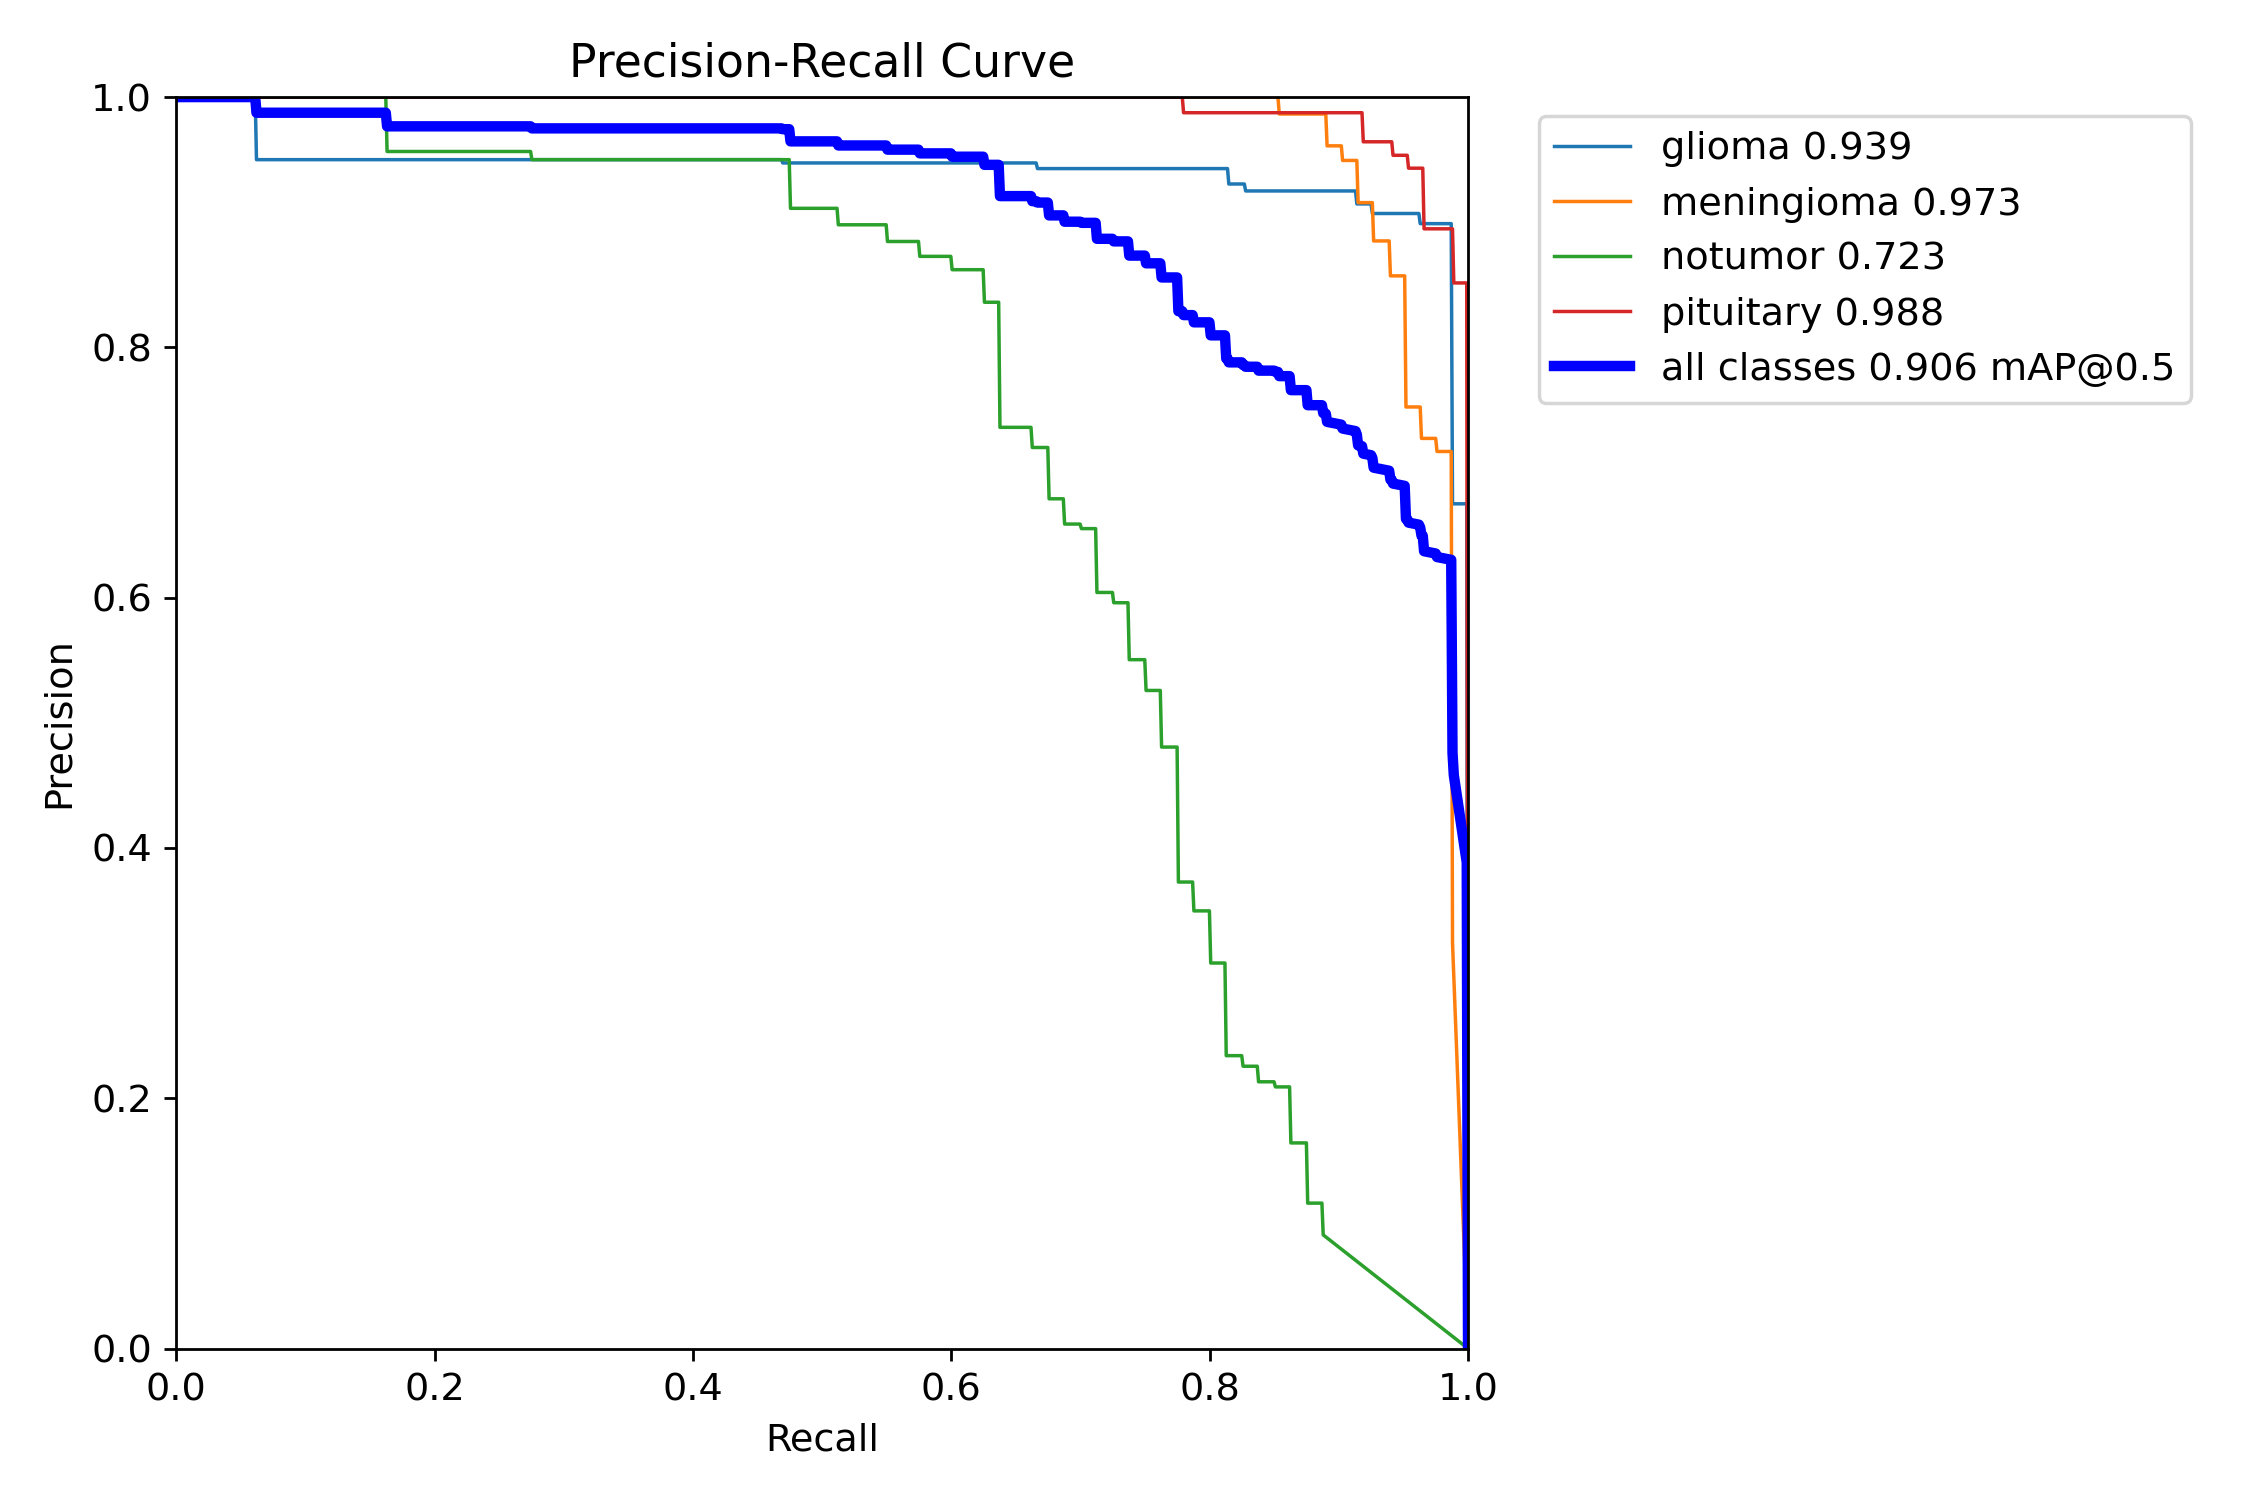 Precision-Recall Curve
1.0
0.8
0.6
0.4
0.2
0.0
Precision
0.0 0.2 0.4 0.6 0.8 1.0
Recall
glioma 0.939
meningioma 0.973
notumor 0.723
pituitary 0.988
all classes 0.906 mAP@0.5